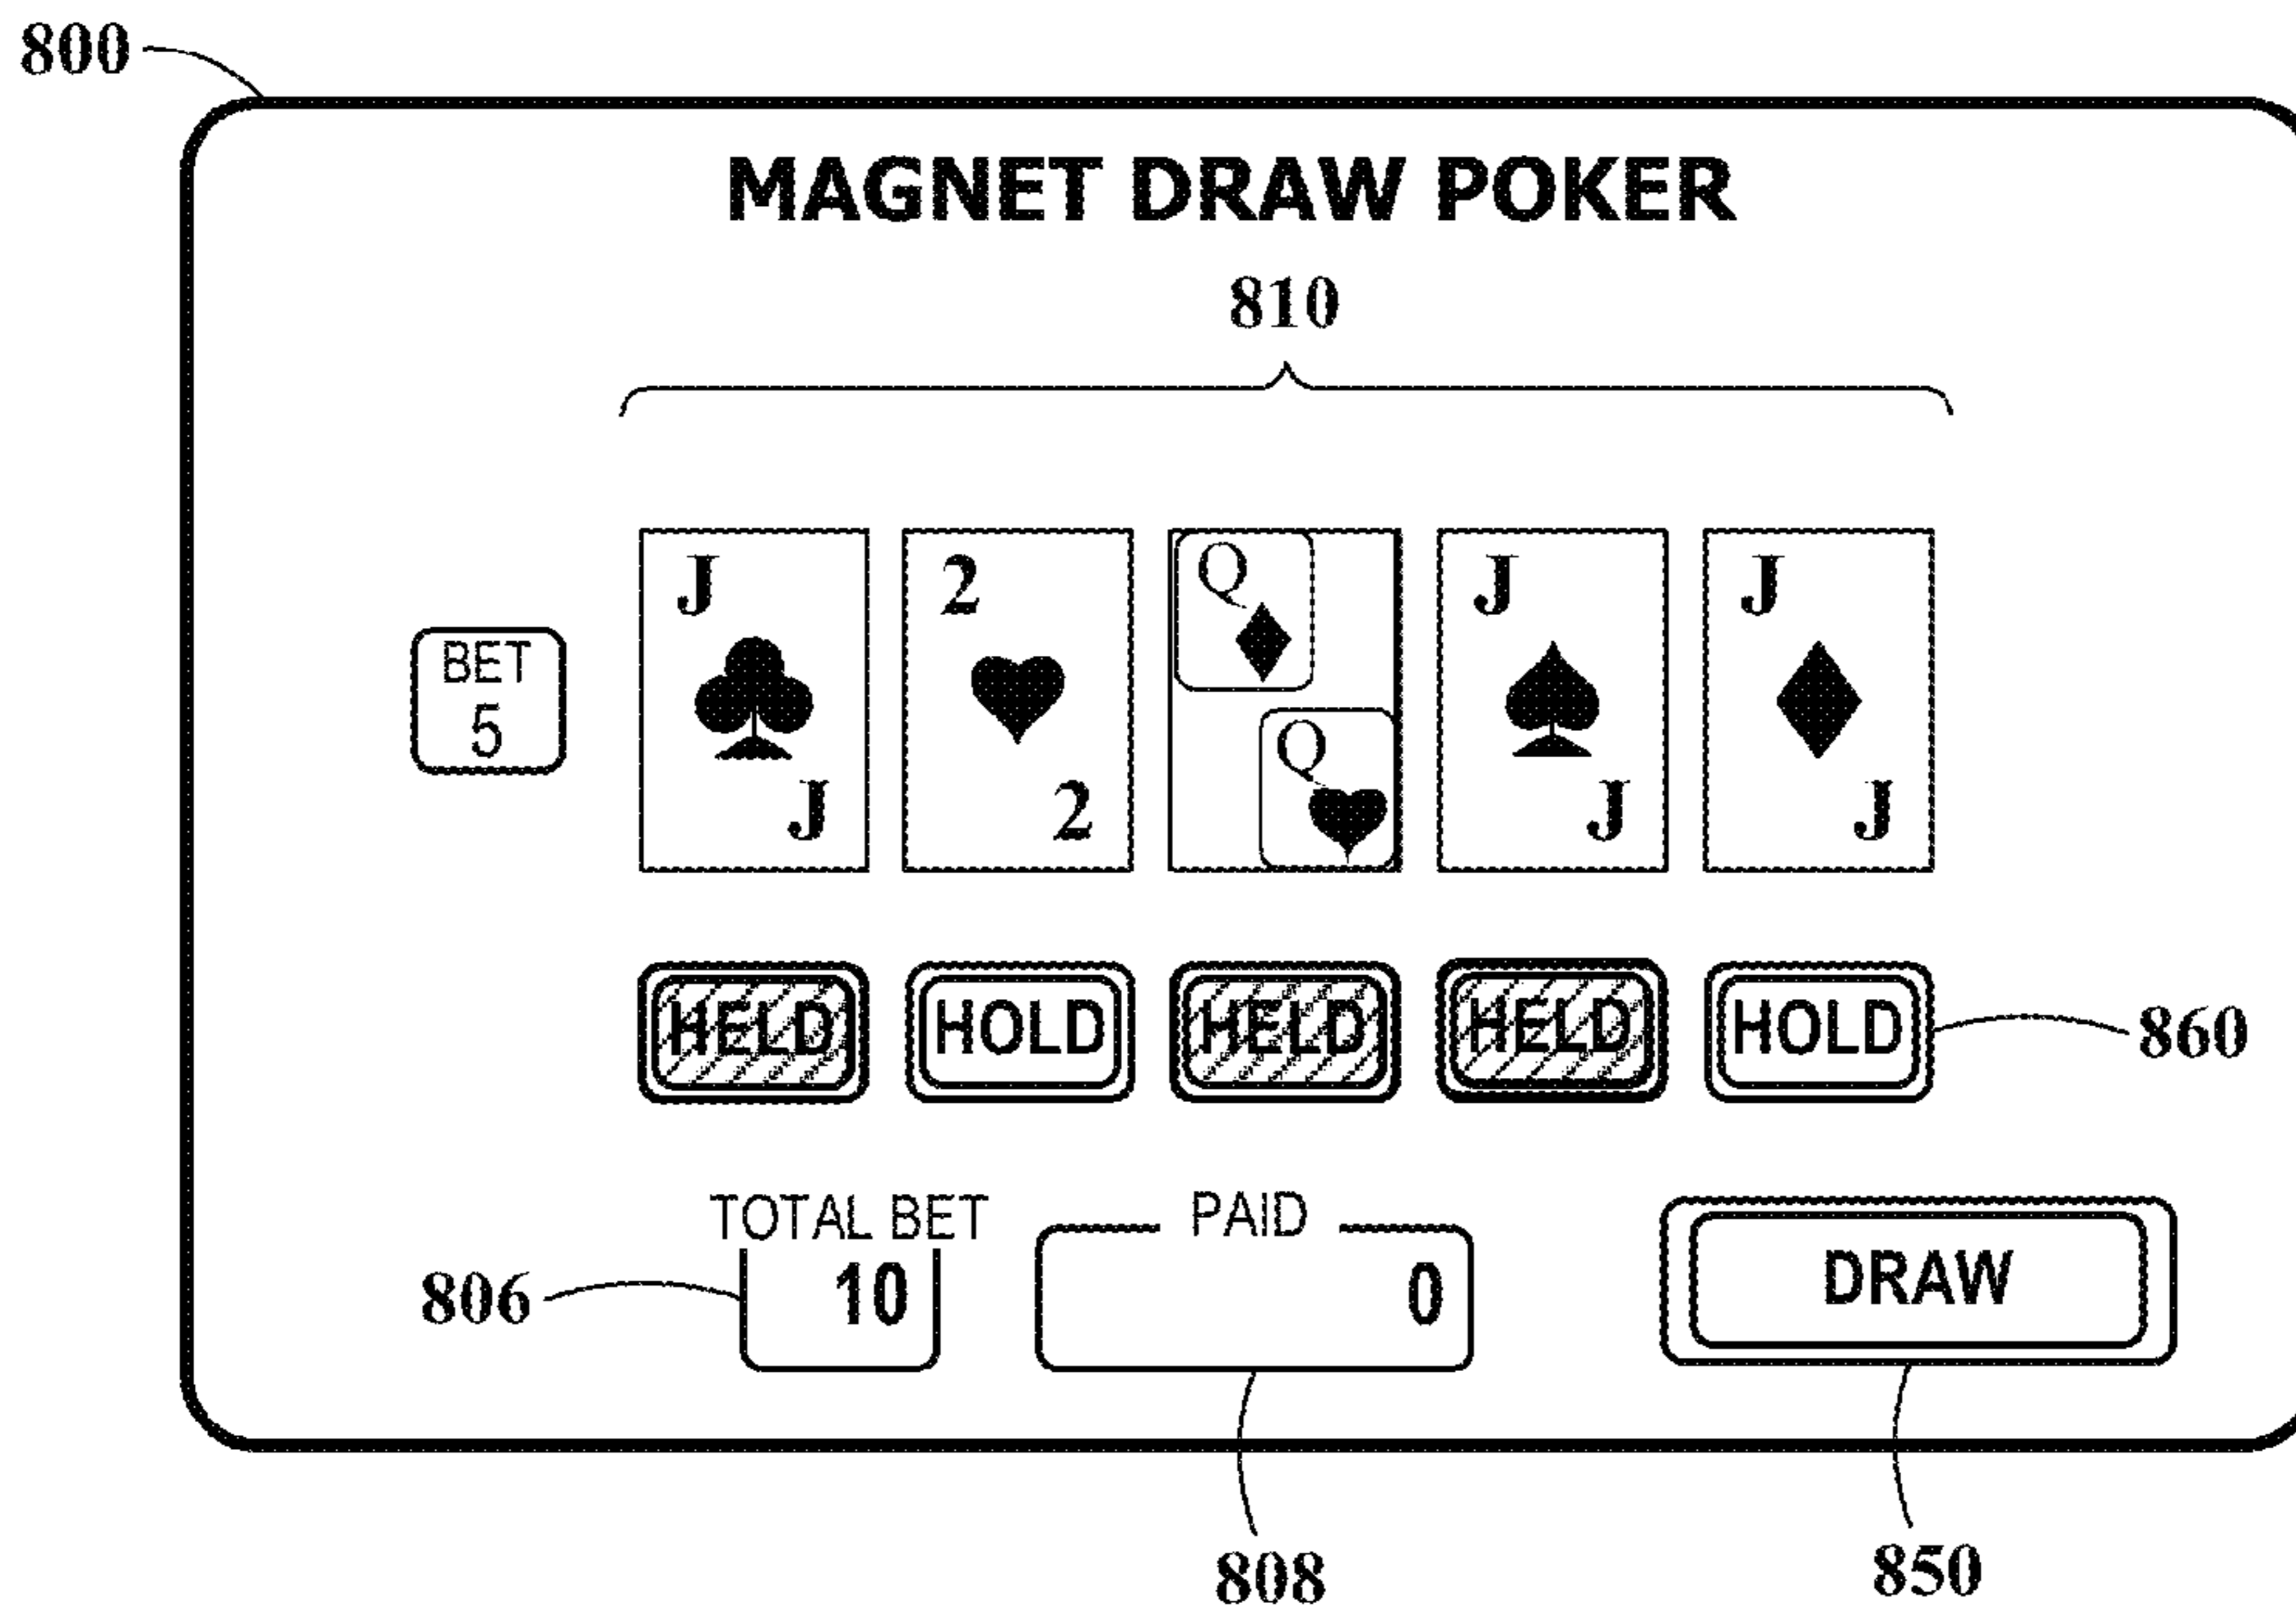 800
MAGNET DRAW POKER
810
J 2 Q J J
BET
5
Q
J 2 J J
HELD HOLD HELD HELD HOLD
860
TOTAL BET PAID
806 10 0 DRAW
808 850